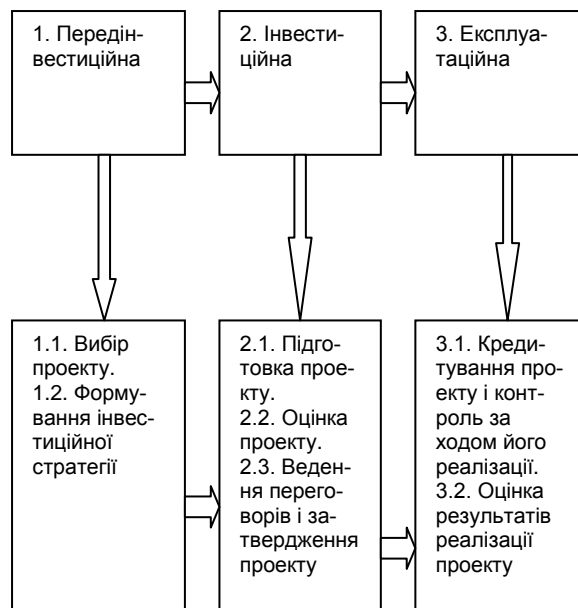 1. Передін-
вестиційна
2. Інвести-
ційна
3. Експлуа-
таційна
1.1. Вибір
проекту.
1.2. Форму-
вання інвес-
тиційної
стратегії
2.1. Підго-
товка прое-
кту.
2.2. Оцінка
проекту.
2.3. Веден-
ня перего-
ворів і за-
твердження
проекту
3.1. Креди-
тування про-
екту і конт-
роль за
ходом його
реалізації.
3.2. Оцінка
результатів
реалізації
проекту